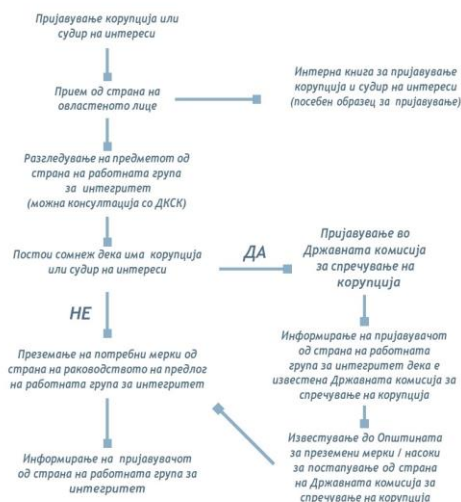 Пријавување корупција или
судир на интереси
Прием од страна на
овластеното лице
Интерна книга за пријавување
корупција и судир на интереси
(посебен образец за пријавување)
Разгледување на предметот од
страна на работната група
за интегритет
(можна консултација со ДКСК)
Постои сомнеж дека има корупција
или судир на интереси
ДА
Пријавување во
Државната комисија
за спречување на
корупција
НЕ
Информирање на пријавувачот
од страна на работната
група за интегритет дека е
известена Државната комисија за
спречување на корупција
Преземање на потребни мерки од
страна на раководството на предлог
на работната група за интегритет
Известување до Општината
за преземени мерки / насоки
за постапување од страна
на Државната комисија за
спречување на корупција
Информирање на пријавувачот
од страна на работната група за
интегритет